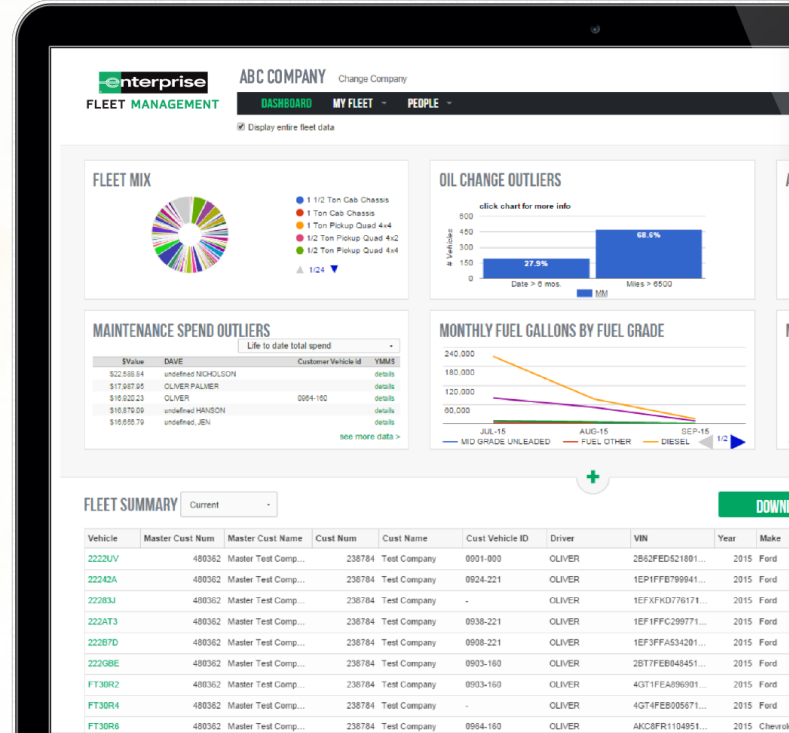 enterprise
FLEET MANAGEMENT
ABC COMPANY Change Company
DASHBOARD MY FLEET PEOPLE
Display entire fleet data
FLEET MIX
1 1/2 Ton Cab Chassis
1 Ton Cab Chassis
1 Ton Pickup Quad 4x4
1/2 Ton Pickup Quad 4x2
1/2 Ton Pickup Quad 4x4
1/24
OIL CHANGE OUTLIERS
click chart for more info
# Vehicles
600
450
300
150
0
27.9%
68.6%
Date > 6 mos. Miles > 6500
MM
MAINTENANCE SPEND OUTLIERS
Life to date total spend
$Value DAVE Customer Vehicle Id YMMS
undefined NICHOLSON details
$17,987.95 OLIVER PALMER details
$16,920.23 OLIVER 0964-160 details
$16,879.09 undefined HANSON details
undefined, JEN details
see more data >
MONTHLY FUEL GALLONS BY FUEL GRADE
240,000
180,000
120,000
60,000
JUL-15 AUG-15 SEP-15
MID GRADE UNLEADED FUEL OTHER DIESEL 1/2
+
FLEET SUMMARY Current
Vehicle Master Cust Num Master Cust Name Cust Num Cust Name Cust Vehicle ID Driver VIN Year Make
2222UV 480362 Master Test Comp... 238784 Test Company 0901-000 OLIVER 2B62FED521801... 2015 Ford
22242A 480362 Master Test Comp... 238784 Test Company 0924-221 OLIVER 1EP1FFB799941... 2015 Ford
22283J 480362 Master Test Comp... 238784 Test Company - OLIVER 1EFXFKD776171... 2015 Ford
222AT3 480362 Master Test Comp... 238784 Test Company 0938-221 OLIVER 1EF1FFC299771... 2015 Ford
222B7D 480362 Master Test Comp... 238784 Test Company 0908-221 OLIVER 1EF3FFA534201... 2015 Ford
222GBE 480362 Master Test Comp... 238784 Test Company 0903-160 OLIVER 2BT7FEB048451... 2015 Ford
FT30R2 480362 Master Test Comp... 238784 Test Company 0903-160 OLIVER 4GT1FEA896901... 2015 Ford
FT30R4 480362 Master Test Comp... 238784 Test Company - OLIVER 4GT4FEB005671... 2015 Ford
FT30R6 480362 Master Test Comp... 238784 Test Company 0964-160 OLIVER AKC8FR1104951... 2015